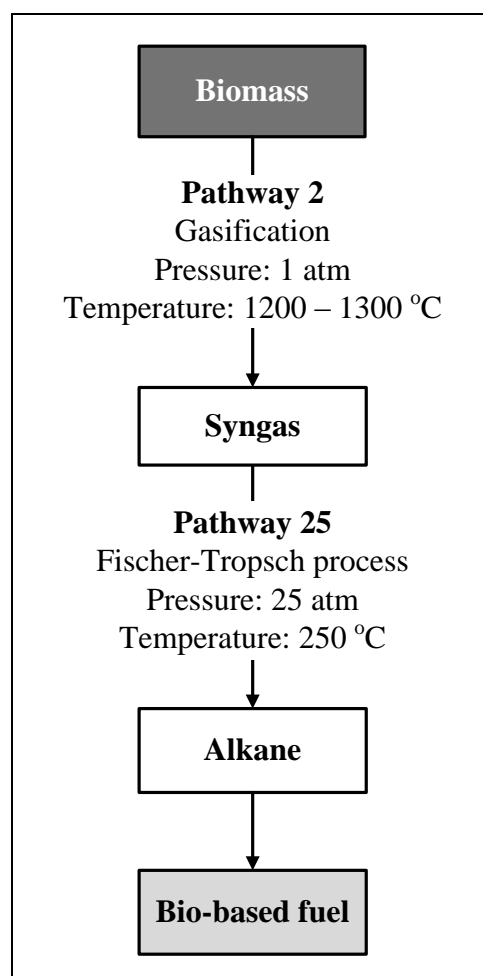 Biomass
Pathway 2
Gasification
Pressure: 1 atm
Temperature: 1200 – 1300 °C
Syngas
Pathway 25
Fischer-Tropsch process
Pressure: 25 atm
Temperature: 250 °C
Alkane
Bio-based fuel